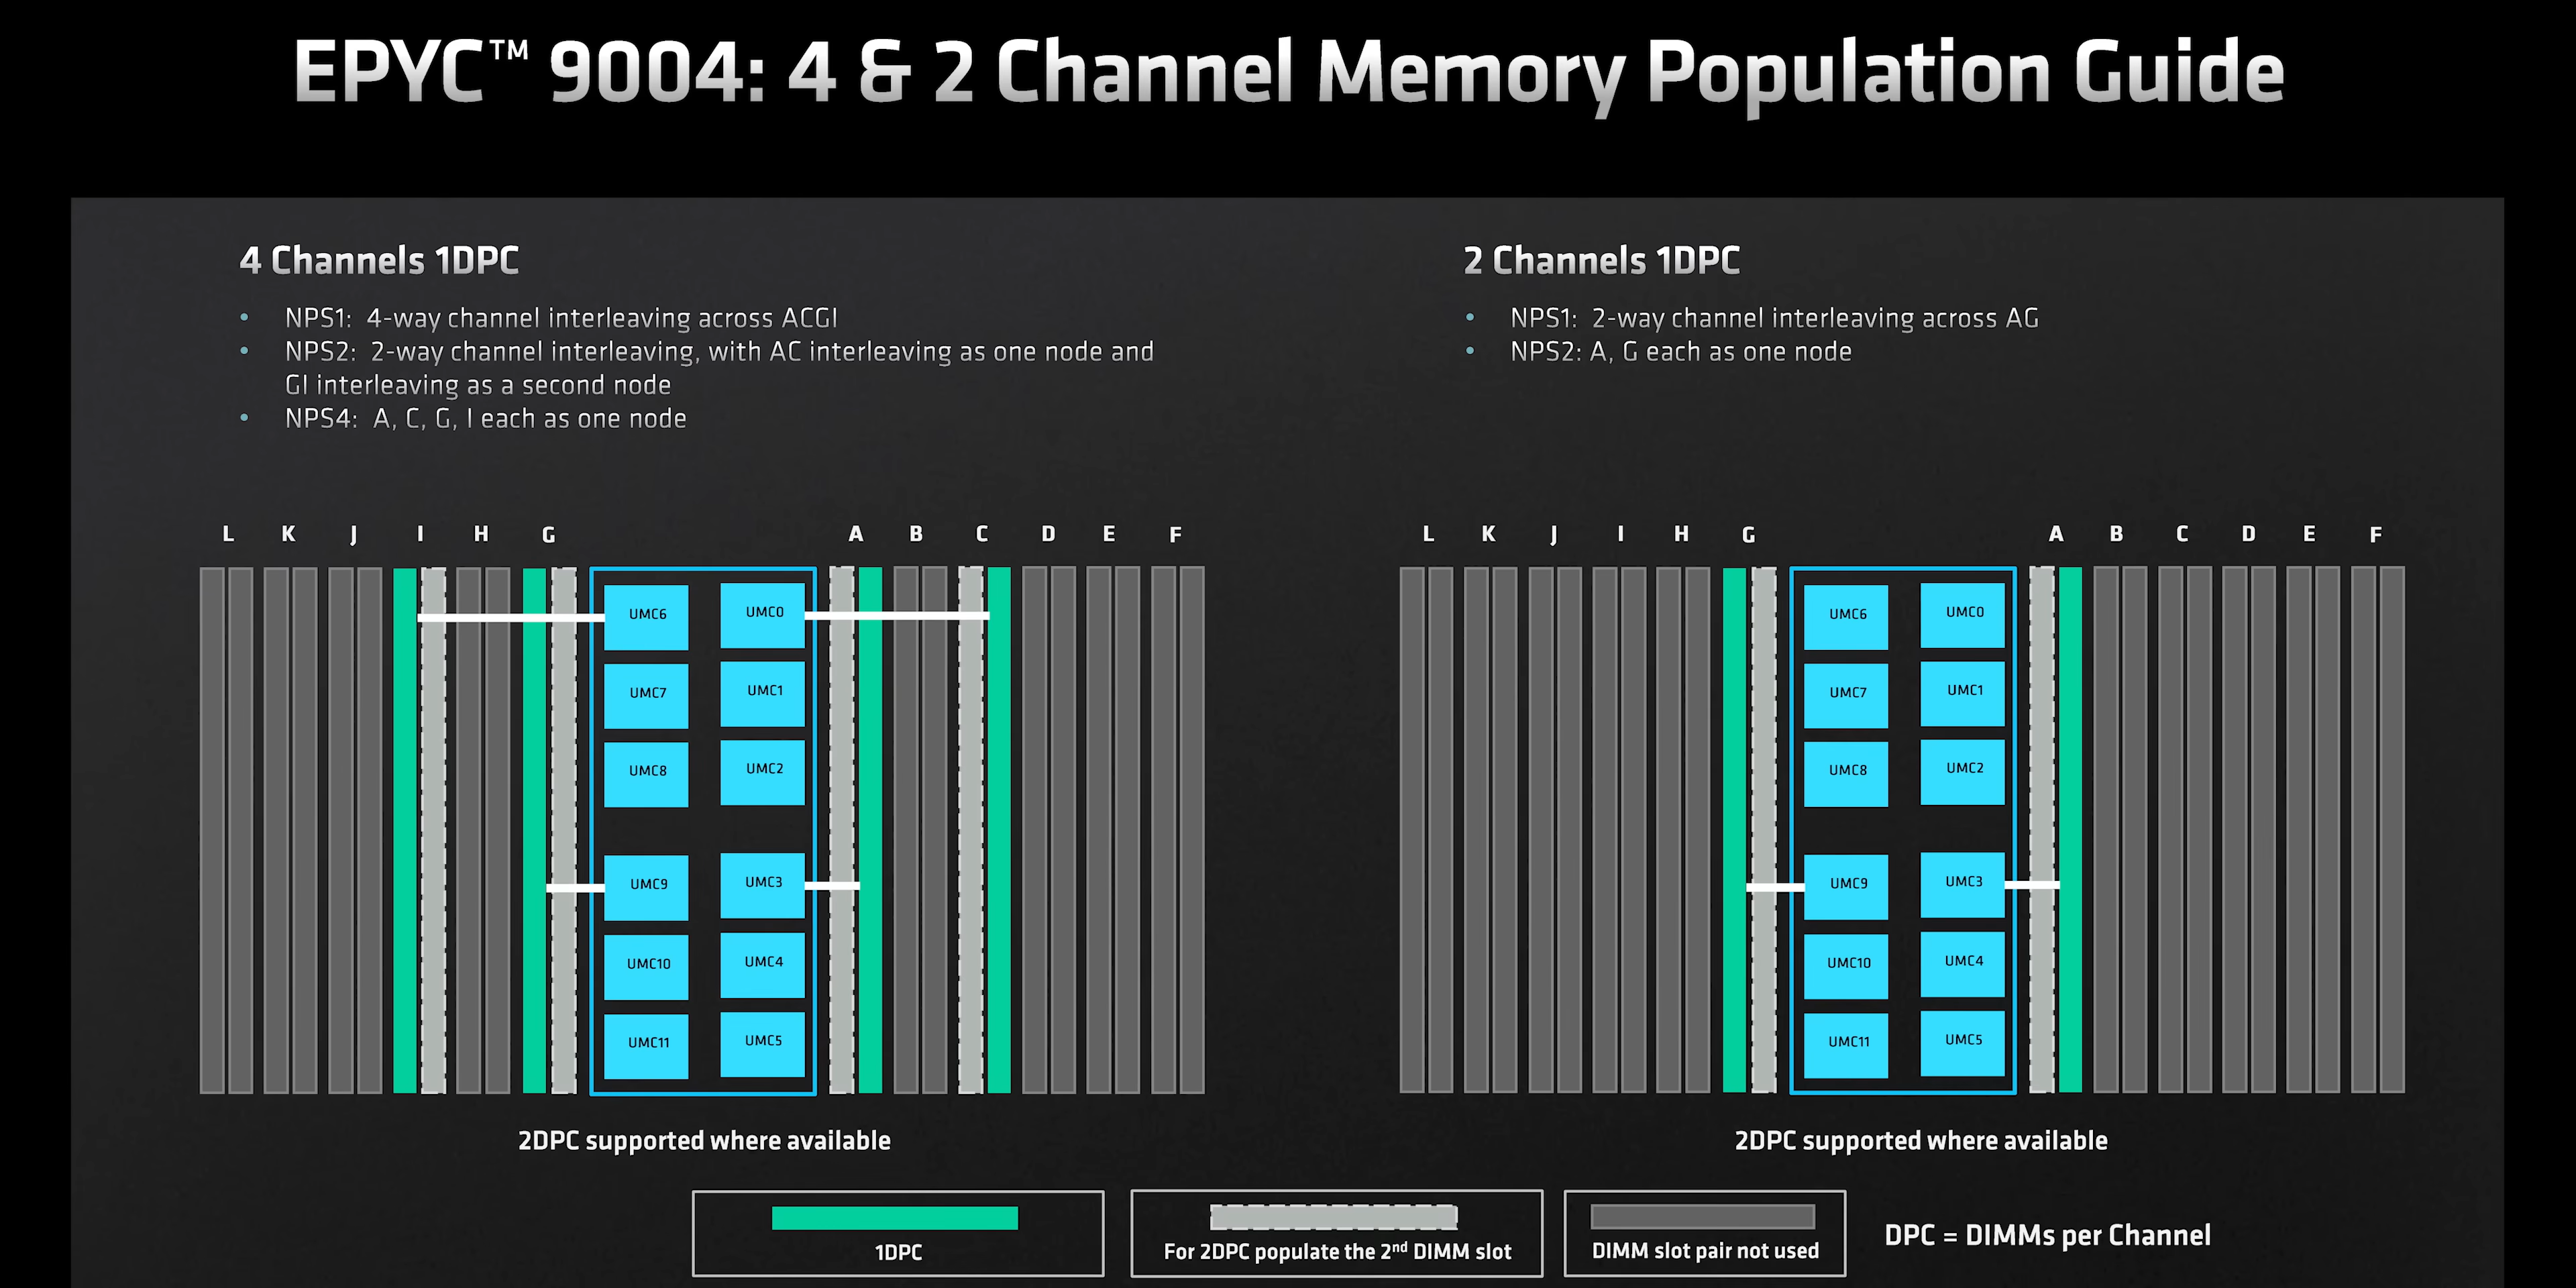 EPYC™ 9004: 4 & 2 Channel Memory Population Guide
4 Channels 1DPC
• NPS1: 4-way channel interleaving across ACGI
• NPS2: 2-way channel interleaving, with AC interleaving as one node and
GI interleaving as a second node
• NPS4: A, C, G, I each as one node
L K J I H G A B C D E F
UMC6 UMC0
UMC7 UMC1
UMC8 UMC2
UMC9 UMC3
UMC10 UMC4
UMC11 UMC5
2DPC supported where available
2 Channels 1DPC
• NPS1: 2-way channel interleaving across AG
• NPS2: A, G each as one node
L K J I H G A B C D E F
UMC6 UMC0
UMC7 UMC1
UMC8 UMC2
UMC9 UMC3
UMC10 UMC4
UMC11 UMC5
2DPC supported where available
1DPC
For 2DPC populate the 2nd DIMM slot
DIMM slot pair not used
DPC = DIMMs per Channel